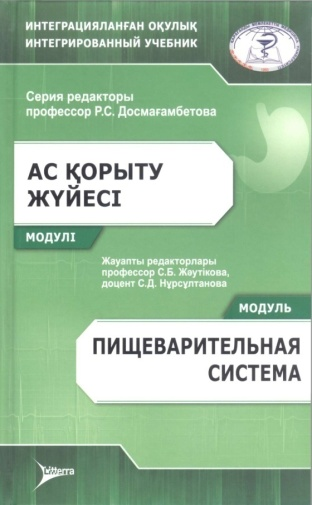 ИНТЕГРАЦИЯЛАНҒАН ОҚУЛЫҚ
ИНТЕГРИРОВАННЫЙ УЧЕБНИК
Серия редакторы
профессор Р.С. Досмағамбетова
АС ҚОРЫТУ
ЖҮЙЕСІ
МОДУЛІ
Жауапты редакторлары
профессор С.Б. Жәутікова,
доцент С.Д. Нұрсұлтанова
МОДУЛЬ
ПИЩЕВАРИТЕЛЬНАЯ
СИСТЕМА
Litterra